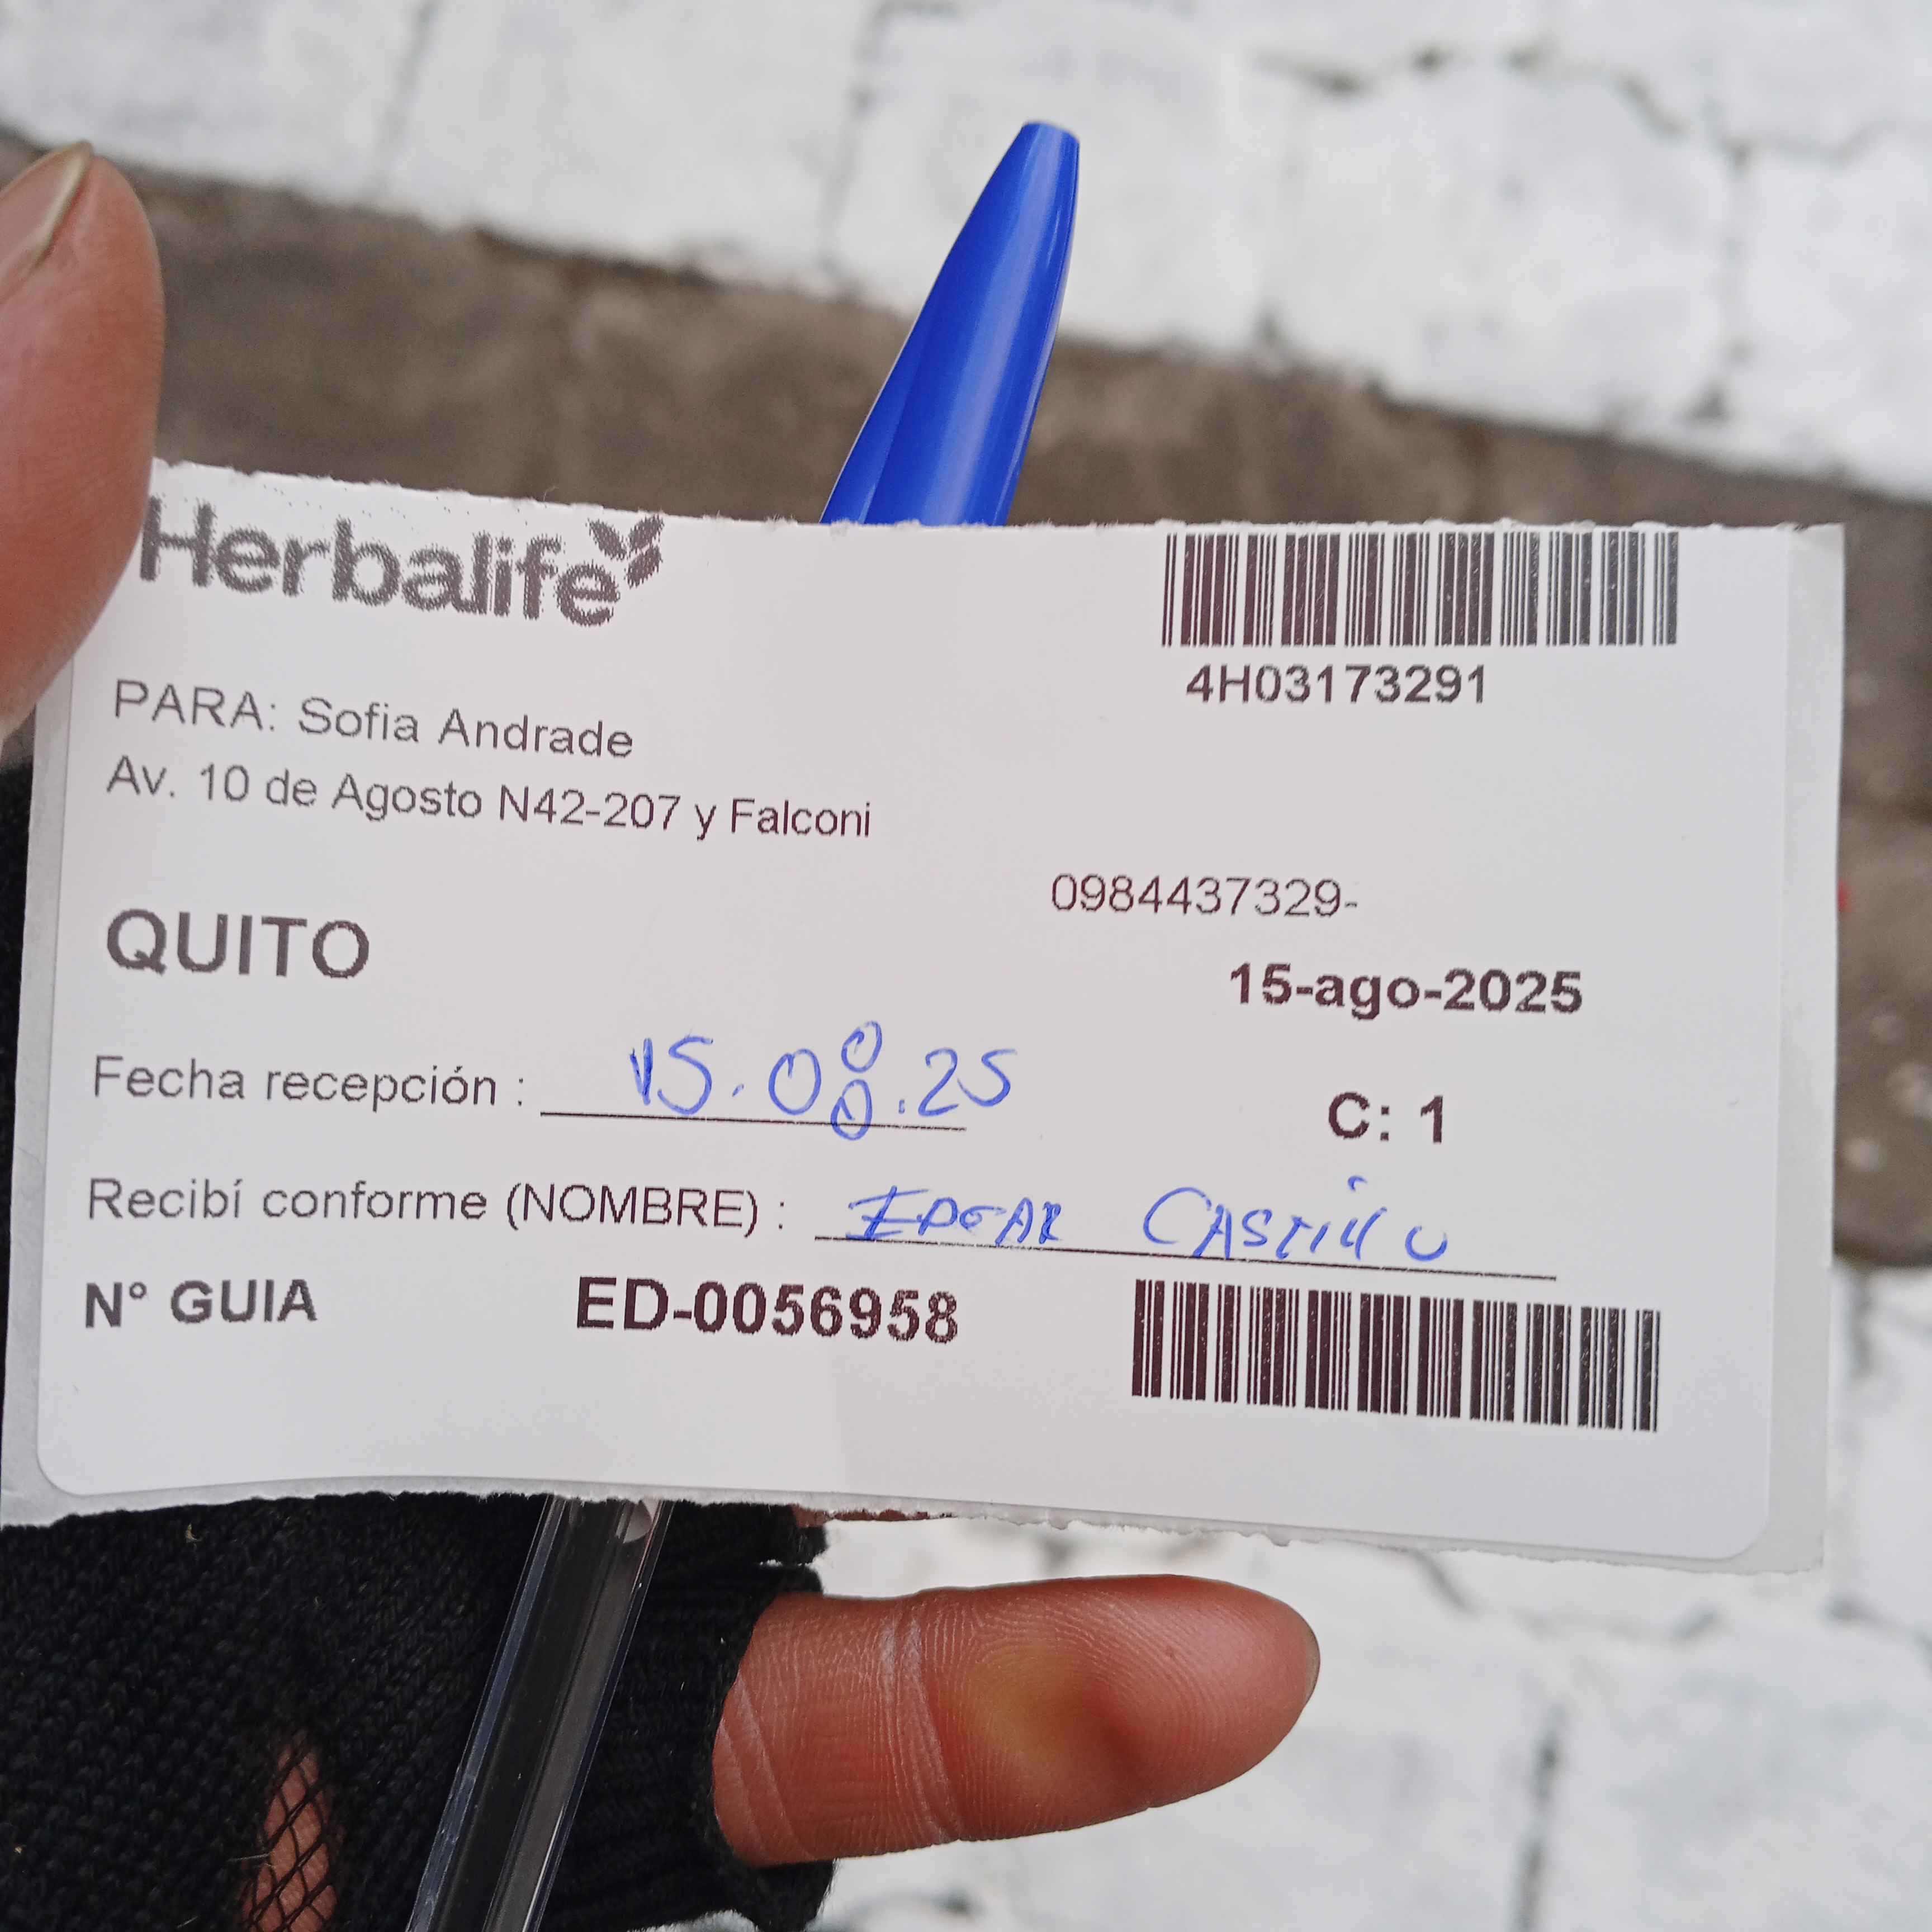 Herbalife
4H03173291
PARA: Sofia Andrade
Av. 10 de Agosto N42-207 y Falconi
0984437329-
QUITO
15-ago-2025
Fecha recepción : 15.08.25
C: 1
Recibí conforme (NOMBRE) : EDGAR CASTILLO
N° GUIA ED-0056958